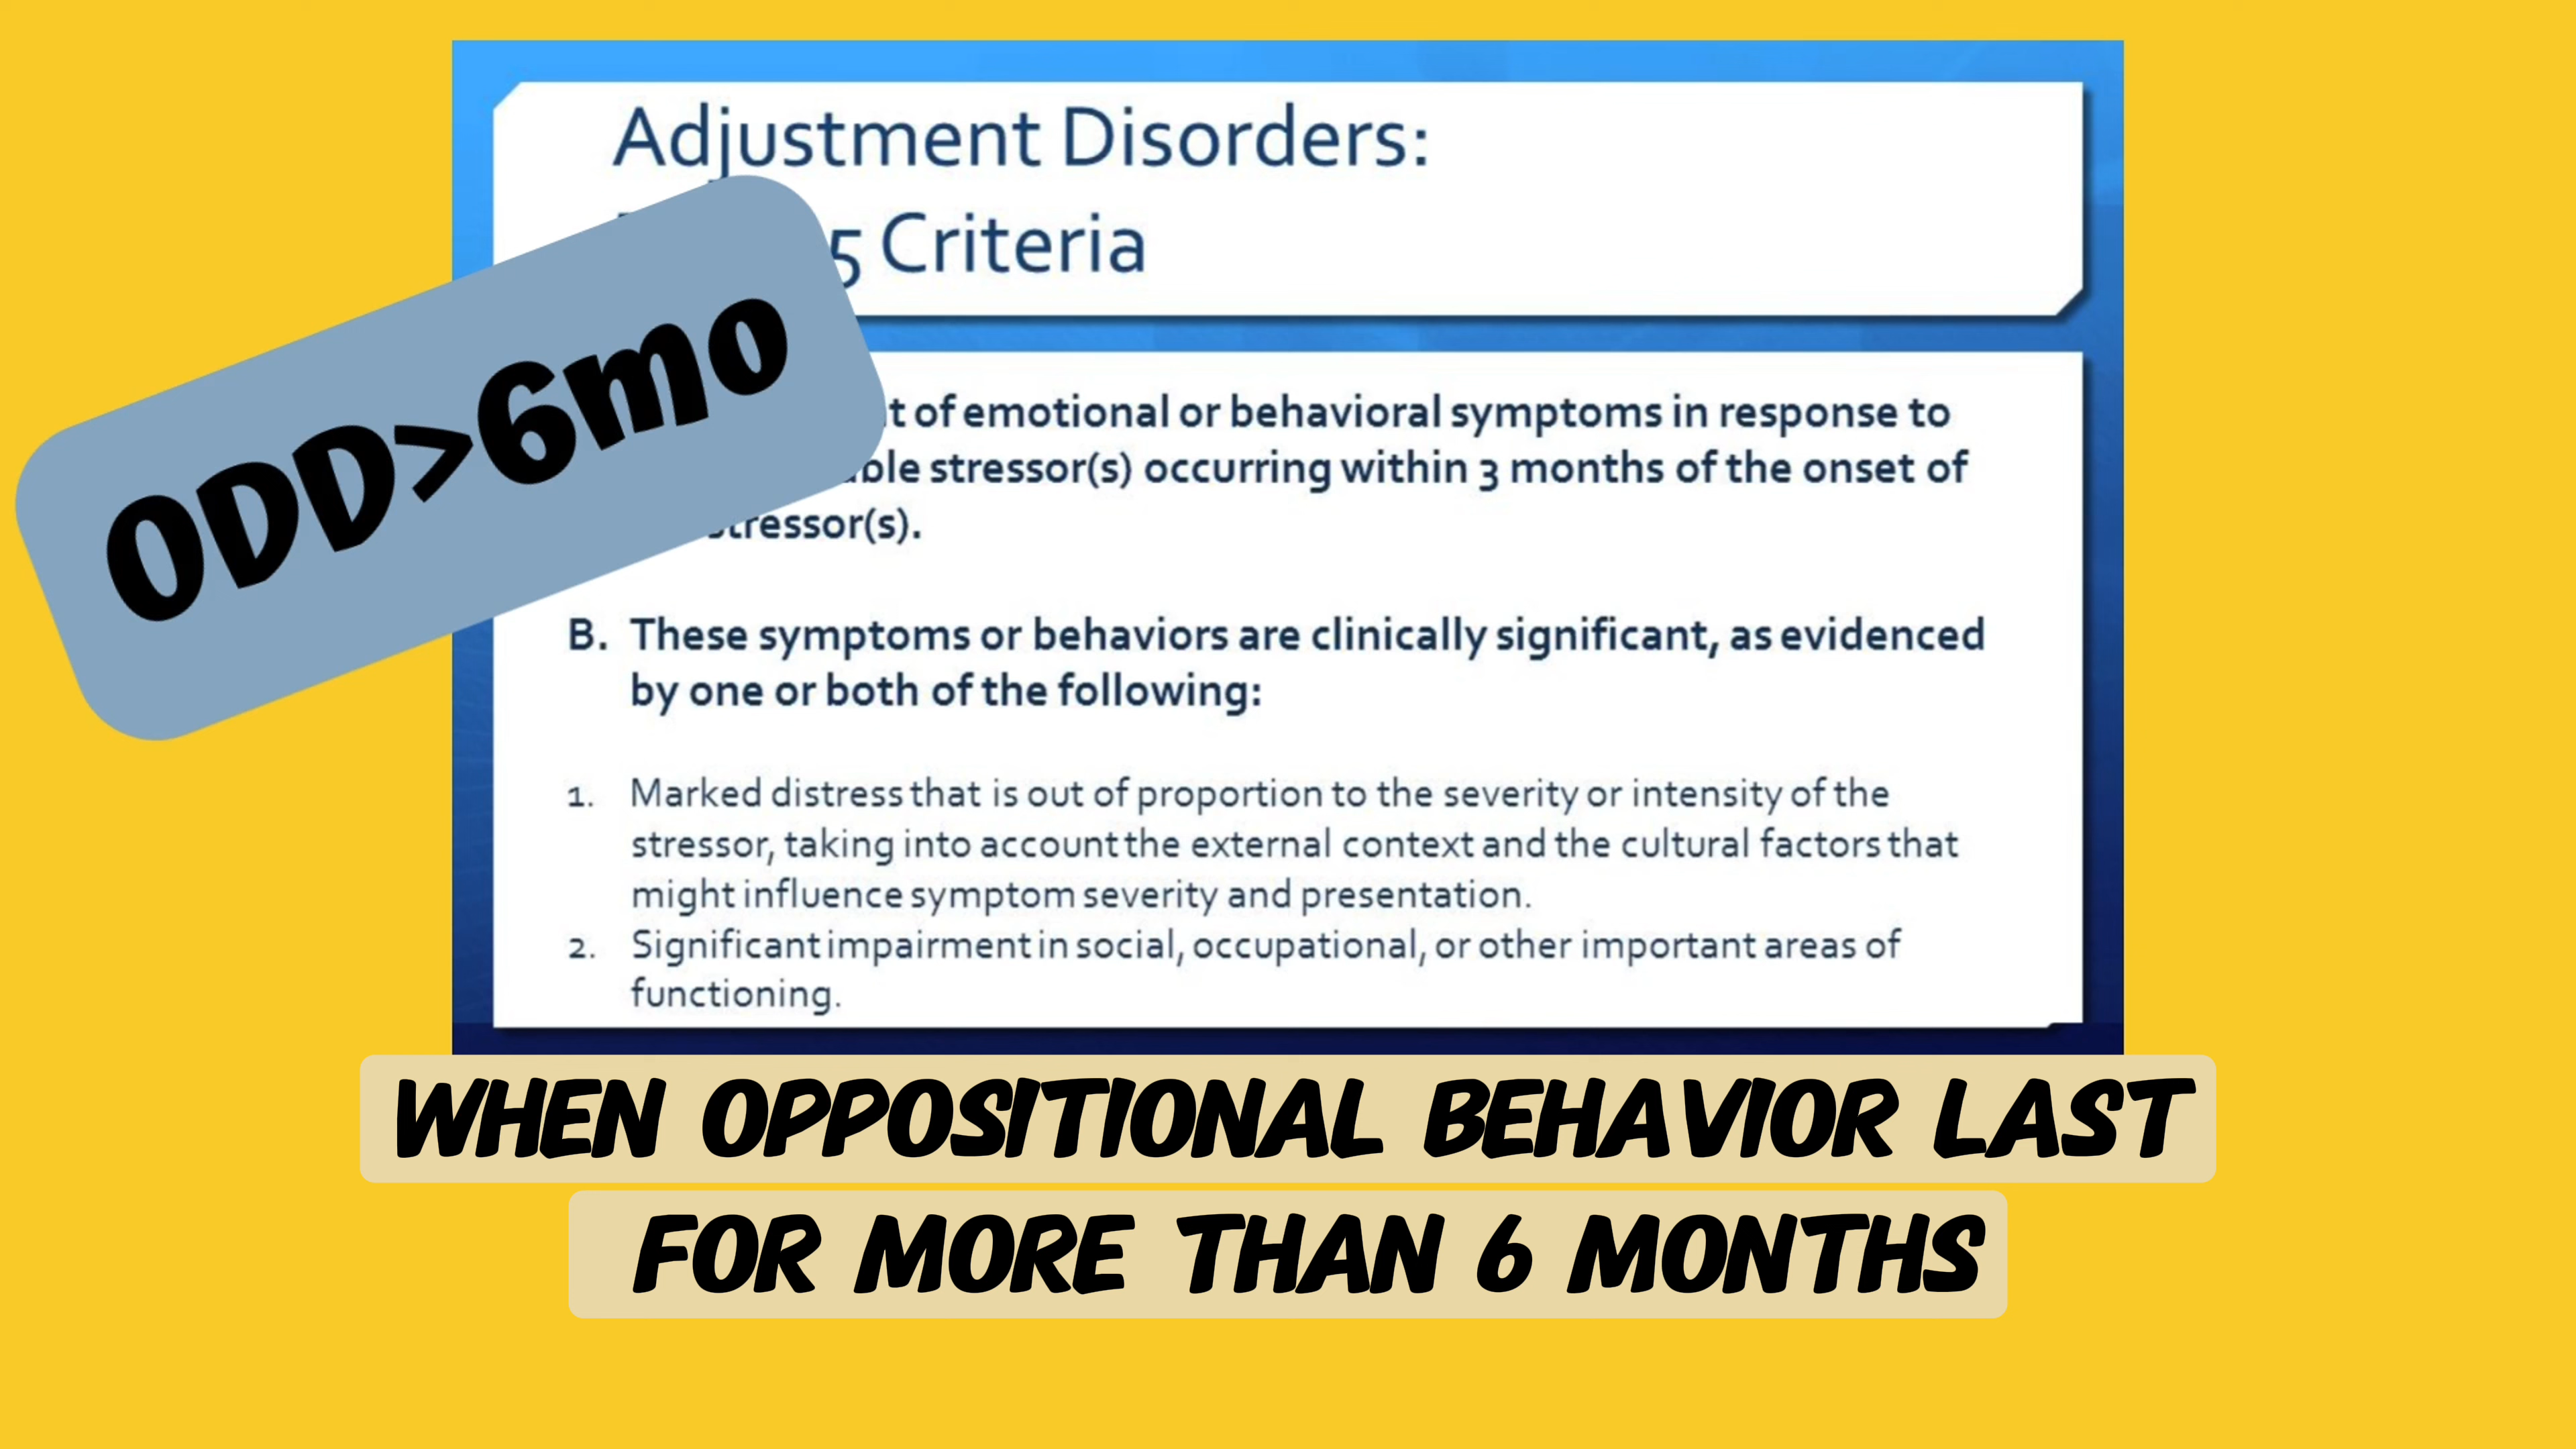 Adjustment Disorders:
5 Criteria
ODD>6mo
of emotional or behavioral symptoms in response to
stressor(s) occurring within 3 months of the onset of
B. These symptoms or behaviors are clinically significant, as evidenced
by one or both of the following:
1. Marked distress that is out of proportion to the severity or intensity of the
stressor, taking into account the external context and the cultural factors that
might influence symptom severity and presentation.
2. Significant impairment in social, occupational, or other important areas of
functioning.
WHEN OPPOSITIONAL BEHAVIOR LAST
FOR MORE THAN 6 MONTHS